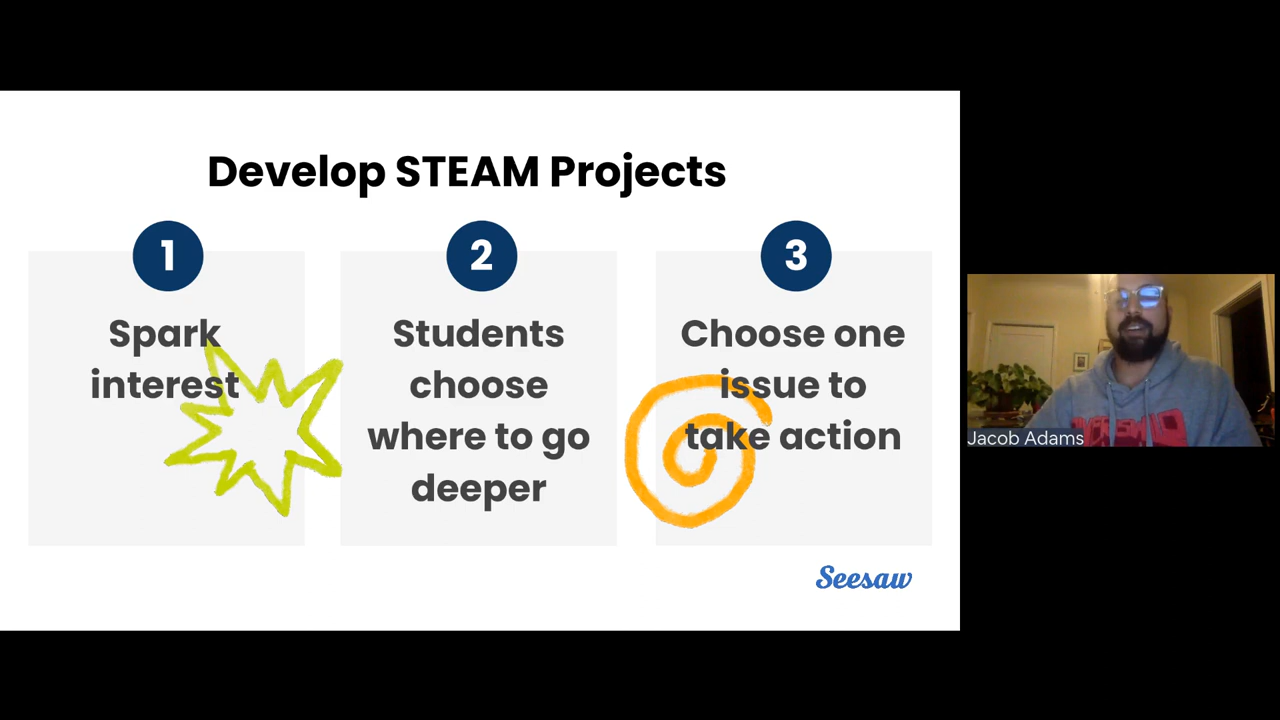 Develop STEAM Projects
1
Spark
interest
2
Students
choose
where to go
deeper
3
Choose one
issue to
take action
Seesaw
Jacob Adams